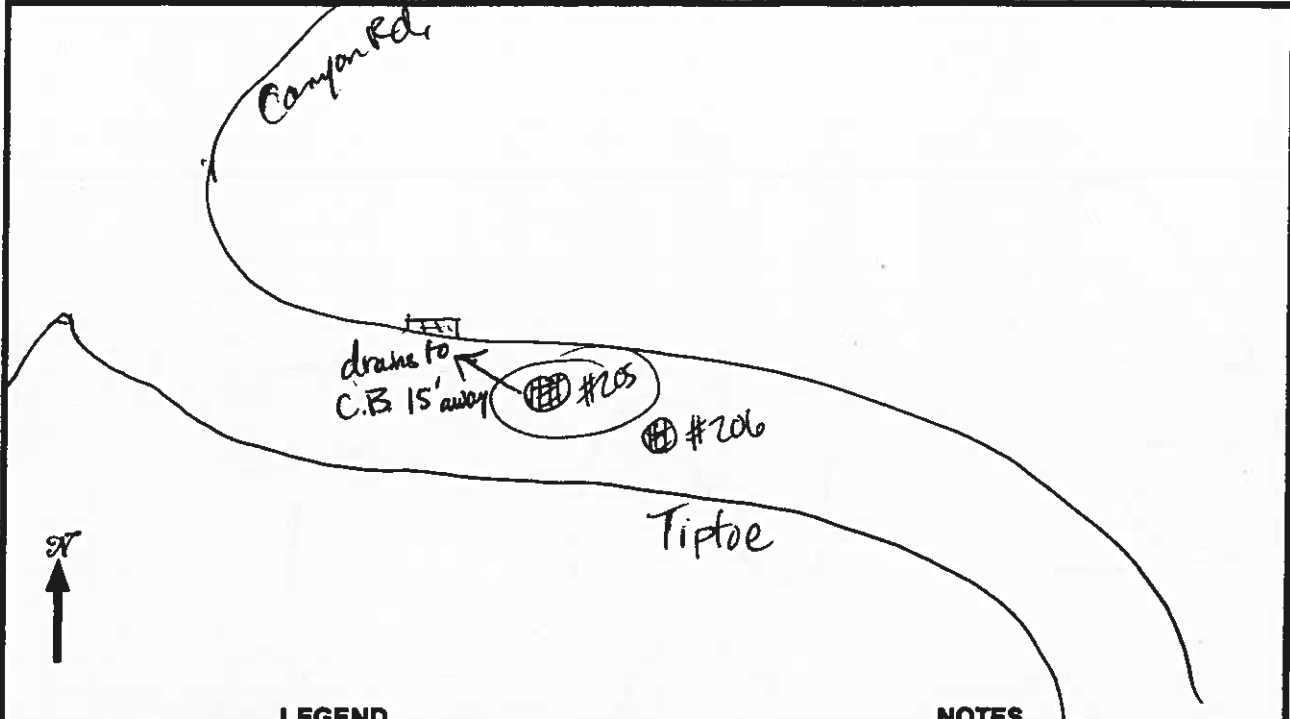 Canyon Rd.
drains to
C.B. 15' away
#205
#206
Tiptoe
N
LEGEND
NOTES